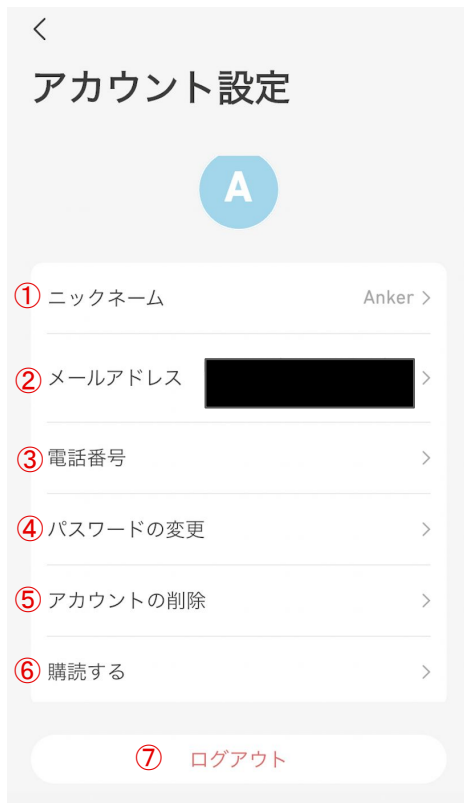 アカウント設定
A
① ニックネーム Anker >
② メールアドレス >
③ 電話番号 >
④ パスワードの変更 >
⑤ アカウントの削除 >
⑥ 購読する >
⑦ ログアウト